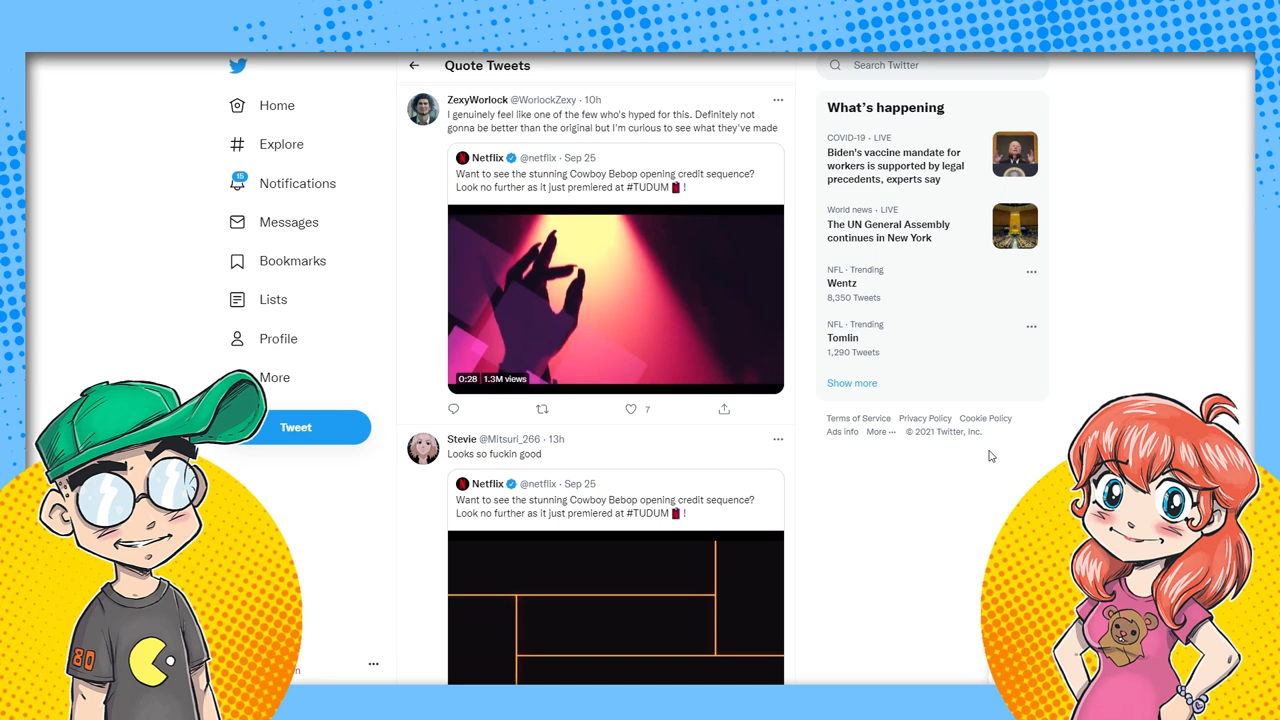 Home
Explore
15
Notifications
Messages
Bookmarks
Lists
Profile
More
Tweet
Quote Tweets
ZexyWorlock @WorlockZexy · 10h
I genuinely feel like one of the few who's hyped for this. Definitely not
gonna be better than the original but I'm curious to see what they've made
Netflix @netflix · Sep 25
Want to see the stunning Cowboy Bebop opening credit sequence?
Look no further as it just premiered at #TUDUM !
0:28 1.3M views
7
Stevie @Mitsuri_266 · 13h
Looks so fuckin good
Netflix @netflix · Sep 25
Want to see the stunning Cowboy Bebop opening credit sequence?
Look no further as it just premiered at #TUDUM !
Search Twitter
What's happening
COVID-19 · LIVE
Biden's vaccine mandate for
workers is supported by legal
precedents, experts say
World news · LIVE
The UN General Assembly
continues in New York
NFL · Trending
Wentz
8,350 Tweets
NFL · Trending
Tomlin
1,290 Tweets
Show more
Terms of Service Privacy Policy Cookie Policy
Ads info More ··· © 2021 Twitter, Inc.
80